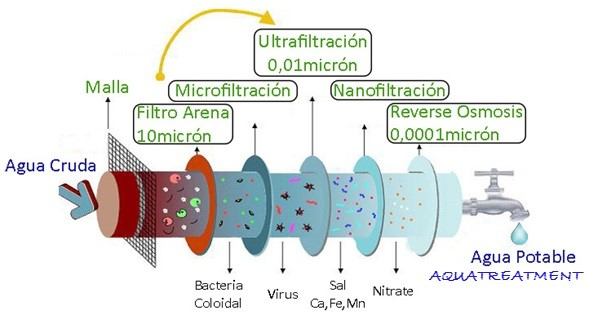 Ultrafiltración
0,01micrón
Malla
Microfiltración
Nanofiltración
Filtro Arena
10micrón
Reverse Osmosis
0,0001micrón
Agua Cruda
Agua Potable
AQUATREATMENT
Bacteria
Coloidal
Virus
Sal
Ca,Fe,Mn
Nitrate